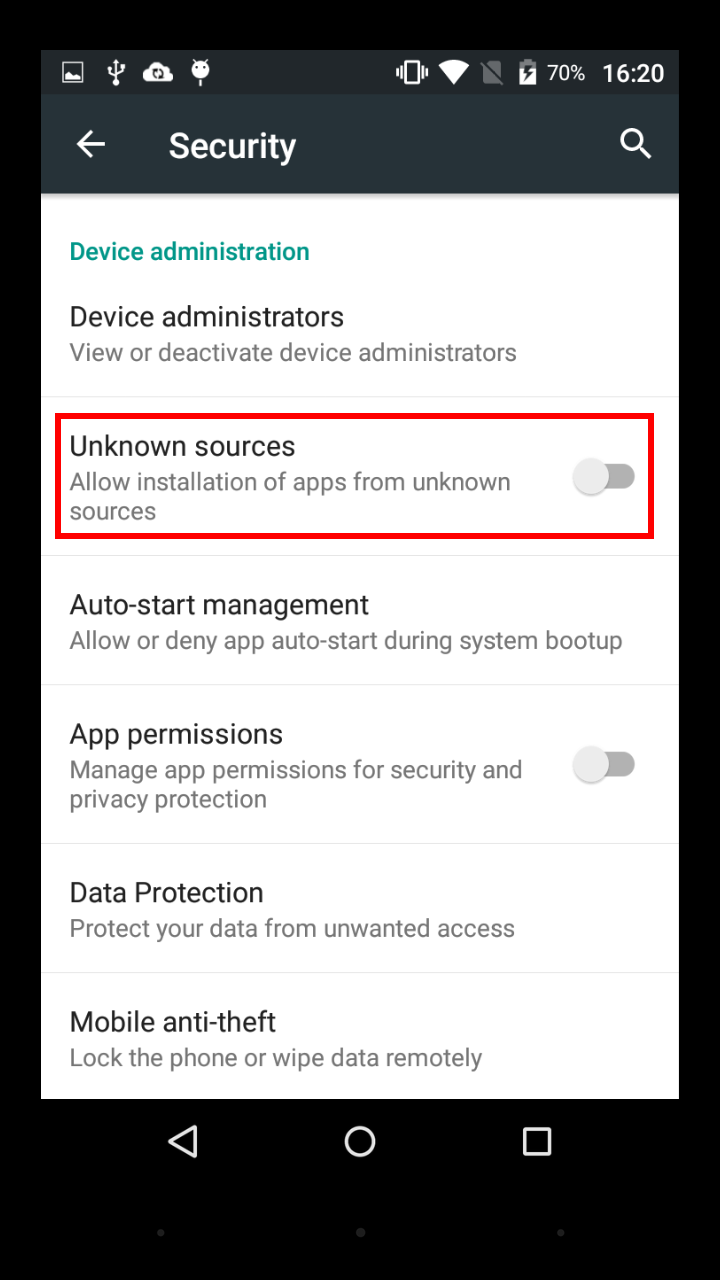 70% 16:20
Security
Device administration
Device administrators
View or deactivate device administrators
Unknown sources
Allow installation of apps from unknown
sources
Auto-start management
Allow or deny app auto-start during system bootup
App permissions
Manage app permissions for security and
privacy protection
Data Protection
Protect your data from unwanted access
Mobile anti-theft
Lock the phone or wipe data remotely